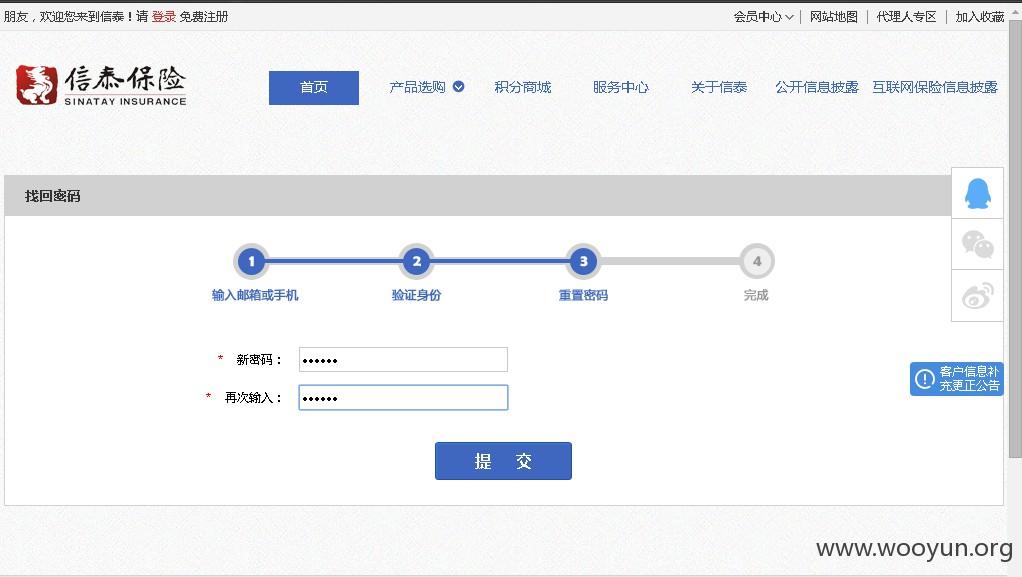 朋友，欢迎您来到信泰！请 登录 免费注册
会员中心 网站地图 代理人专区 加入收藏
信泰保险
SINATAY INSURANCE
首页 产品选购 积分商城 服务中心 关于信泰 公开信息披露 互联网保险信息披露
找回密码
1 2 3 4
输入邮箱或手机 验证身份 重置密码 完成
* 新密码： ••••••
* 再次输入： ••••••
客户信息补
充更正公告
提 交
www.wooyun.org